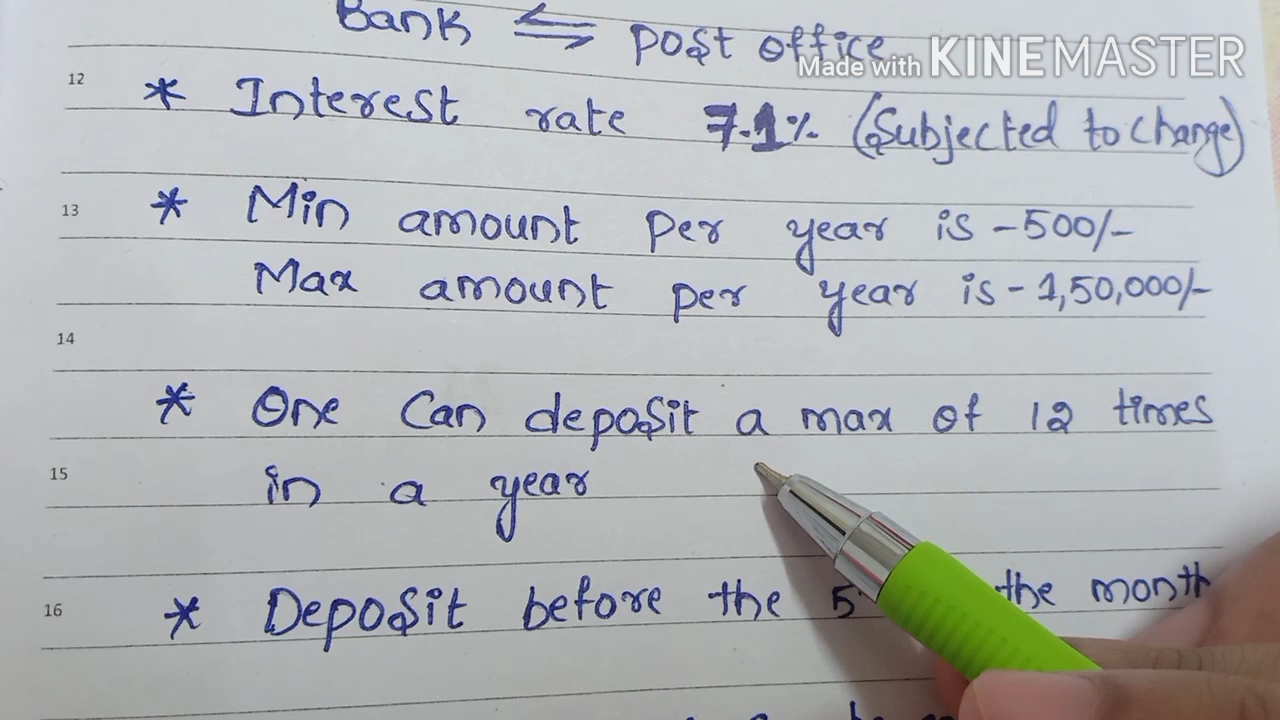 Bank ⇌ post office
Made with KINEMASTER
12
* Interest rate 7.1% (Subjected to change)
13
* Min amount per year is -500/-
Max amount per year is - 1,50,000/-
14
* One can deposit a max of 12 times
15
in a year
16
* Deposit before the 5 the month